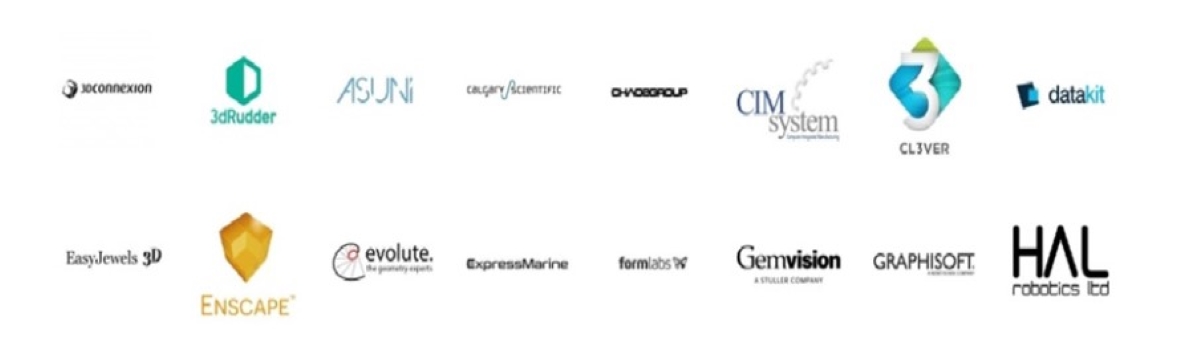 3Dconnexion
3dRudder
ASUNi
calgary scientific
CHAOSGROUP
CIM
system
3
CL3VER
datakit
EasyJewels 3D
ENSCAPE
evolute.
the geometry experts
ExpressMarine
formlabs
Gemvision
A STULLER COMPANY
GRAPHISOFT.
HAL
robotics ltd